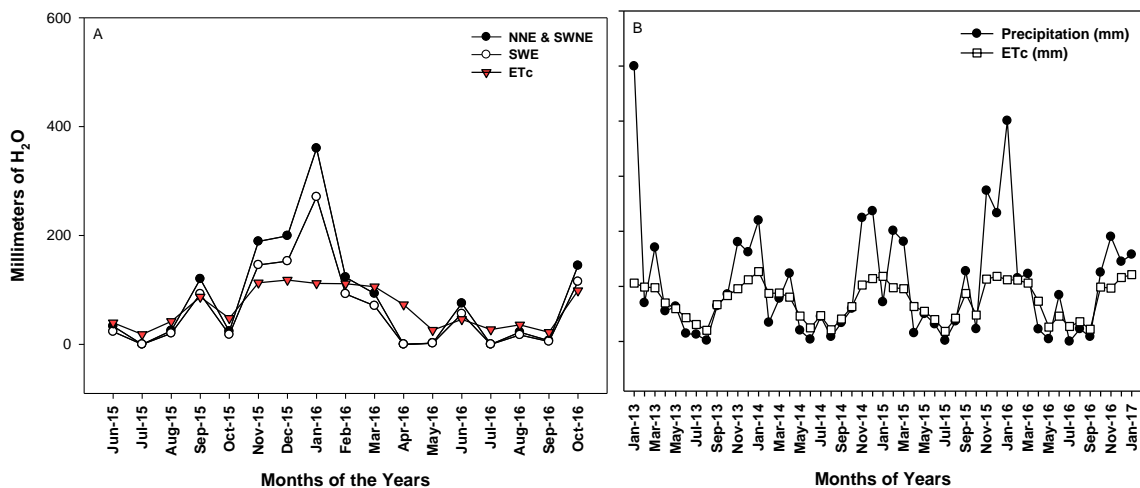 600
400
200
0
Millimeters of H2O
A
NNE & SWNE
SWE
ETc
Jun-15
Jul-15
Aug-15
Sep-15
Oct-15
Nov-15
Dec-15
Jan-16
Feb-16
Mar-16
Apr-16
May-16
Jun-16
Jul-16
Aug-16
Sep-16
Oct-16
Months of the Years
B
Precipitation (mm)
ETc (mm)
Jan-13
Mar-13
May-13
Jul-13
Sep-13
Nov-13
Jan-14
Mar-14
May-14
Jul-14
Sep-14
Nov-14
Jan-15
Mar-15
May-15
Jul-15
Sep-15
Nov-15
Jan-16
Mar-16
May-16
Jul-16
Sep-16
Nov-16
Jan-17
Months of Years